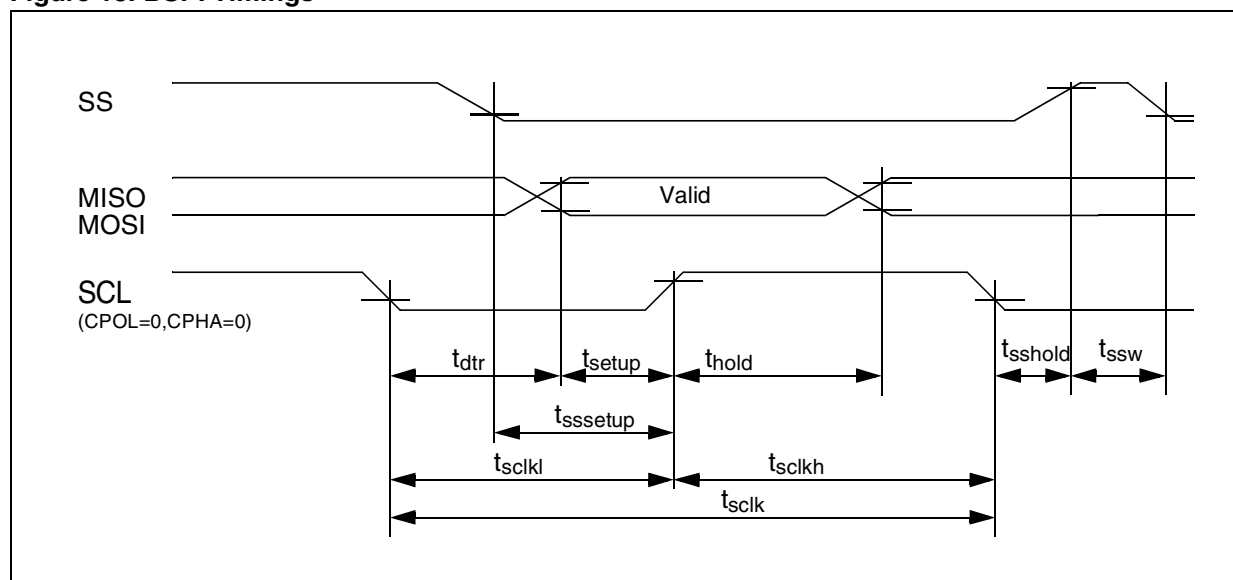 SS
MISO
MOSI
Valid
SCL
(CPOL=0,CPHA=0)
tdtr
tsetup
thold
tsshold
tssw
tsssetup
tsclkl
tsclkh
tsclk